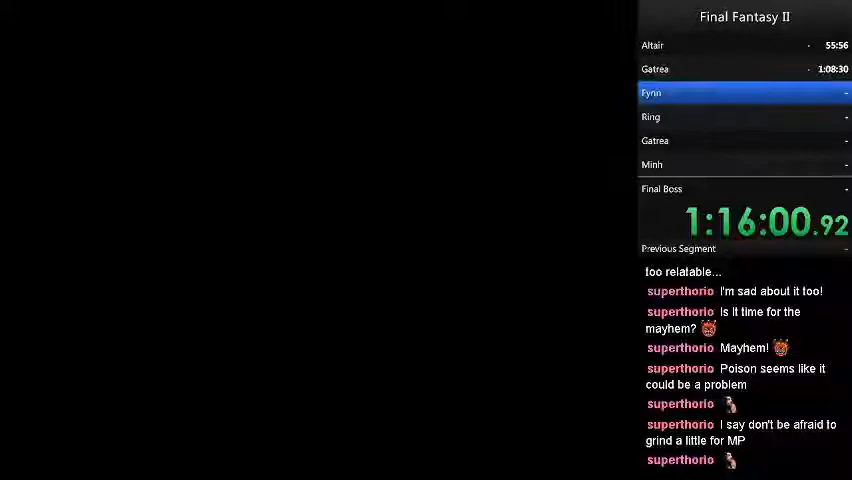 Final Fantasy II
Altair - 55:56
Gatrea - 1:08:30
Fynn -
Ring -
Gatrea -
Minh -
Final Boss -
1:16:00.92
Previous Segment -
too relatable...
superthorio I'm sad about it too!
superthorio Is it time for the
mayhem?
superthorio Mayhem!
superthorio Poison seems like it
could be a problem
superthorio
superthorio I say don't be afraid to
grind a little for MP
superthorio